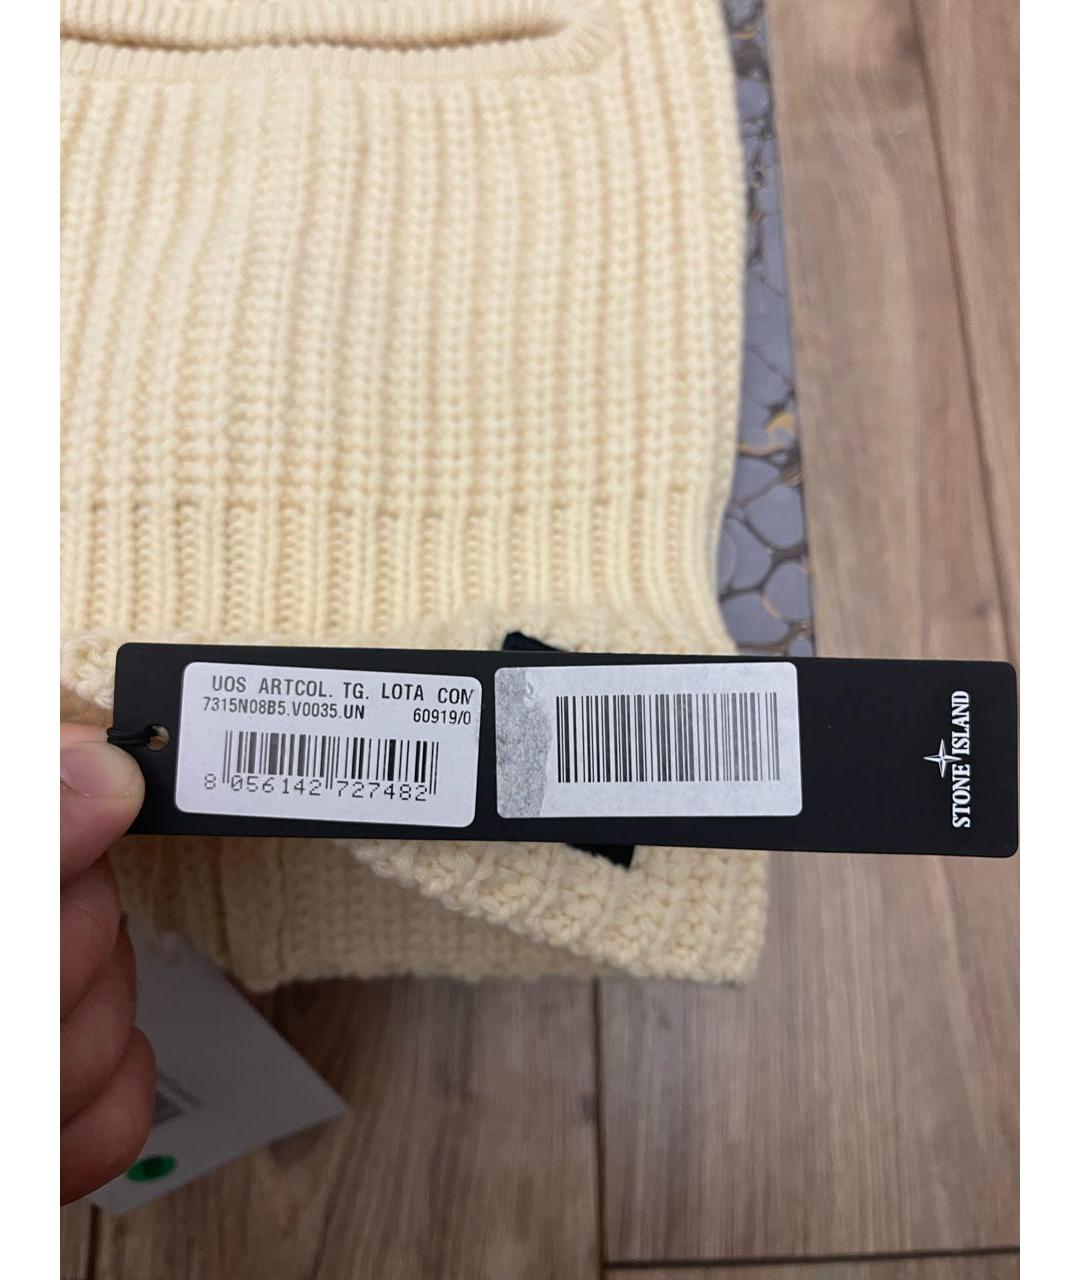 UOS ARTCOL. TG. LOTA COM
7315N08B5.V0035.UN 60919/0
8 056142 727482
STONE ISLAND